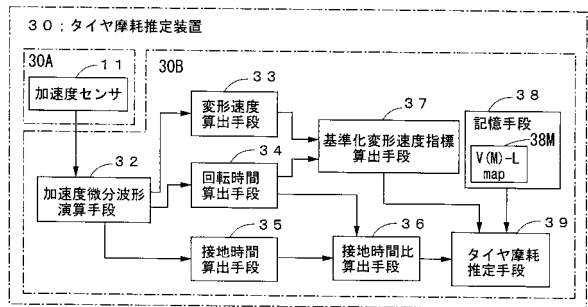 ３０；タイヤ摩耗推定装置
30A
１１
加速度センサ
30B
３３
変形速度
算出手段
３７
基準化変形速度指標
算出手段
３８
記憶手段
38M
V(M)-L
map
３２
加速度微分波形
演算手段
３４
回転時間
算出手段
３５
接地時間
算出手段
３６
接地時間比
算出手段
３９
タイヤ摩耗
推定手段